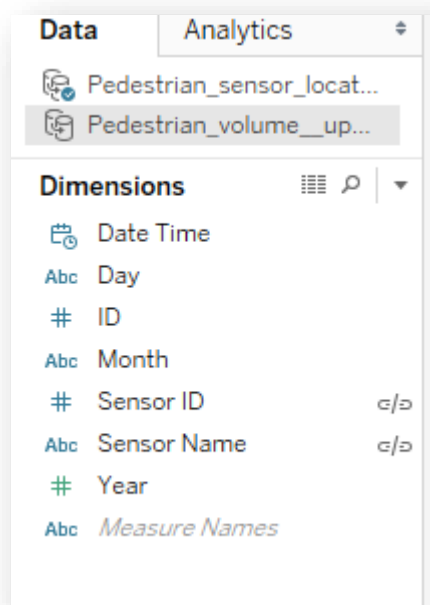 Data Analytics
Pedestrian_sensor_locat...
Pedestrian_volume__up...
Dimensions
Date Time
Abc Day
# ID
Abc Month
# Sensor ID
Abc Sensor Name
# Year
Abc Measure Names